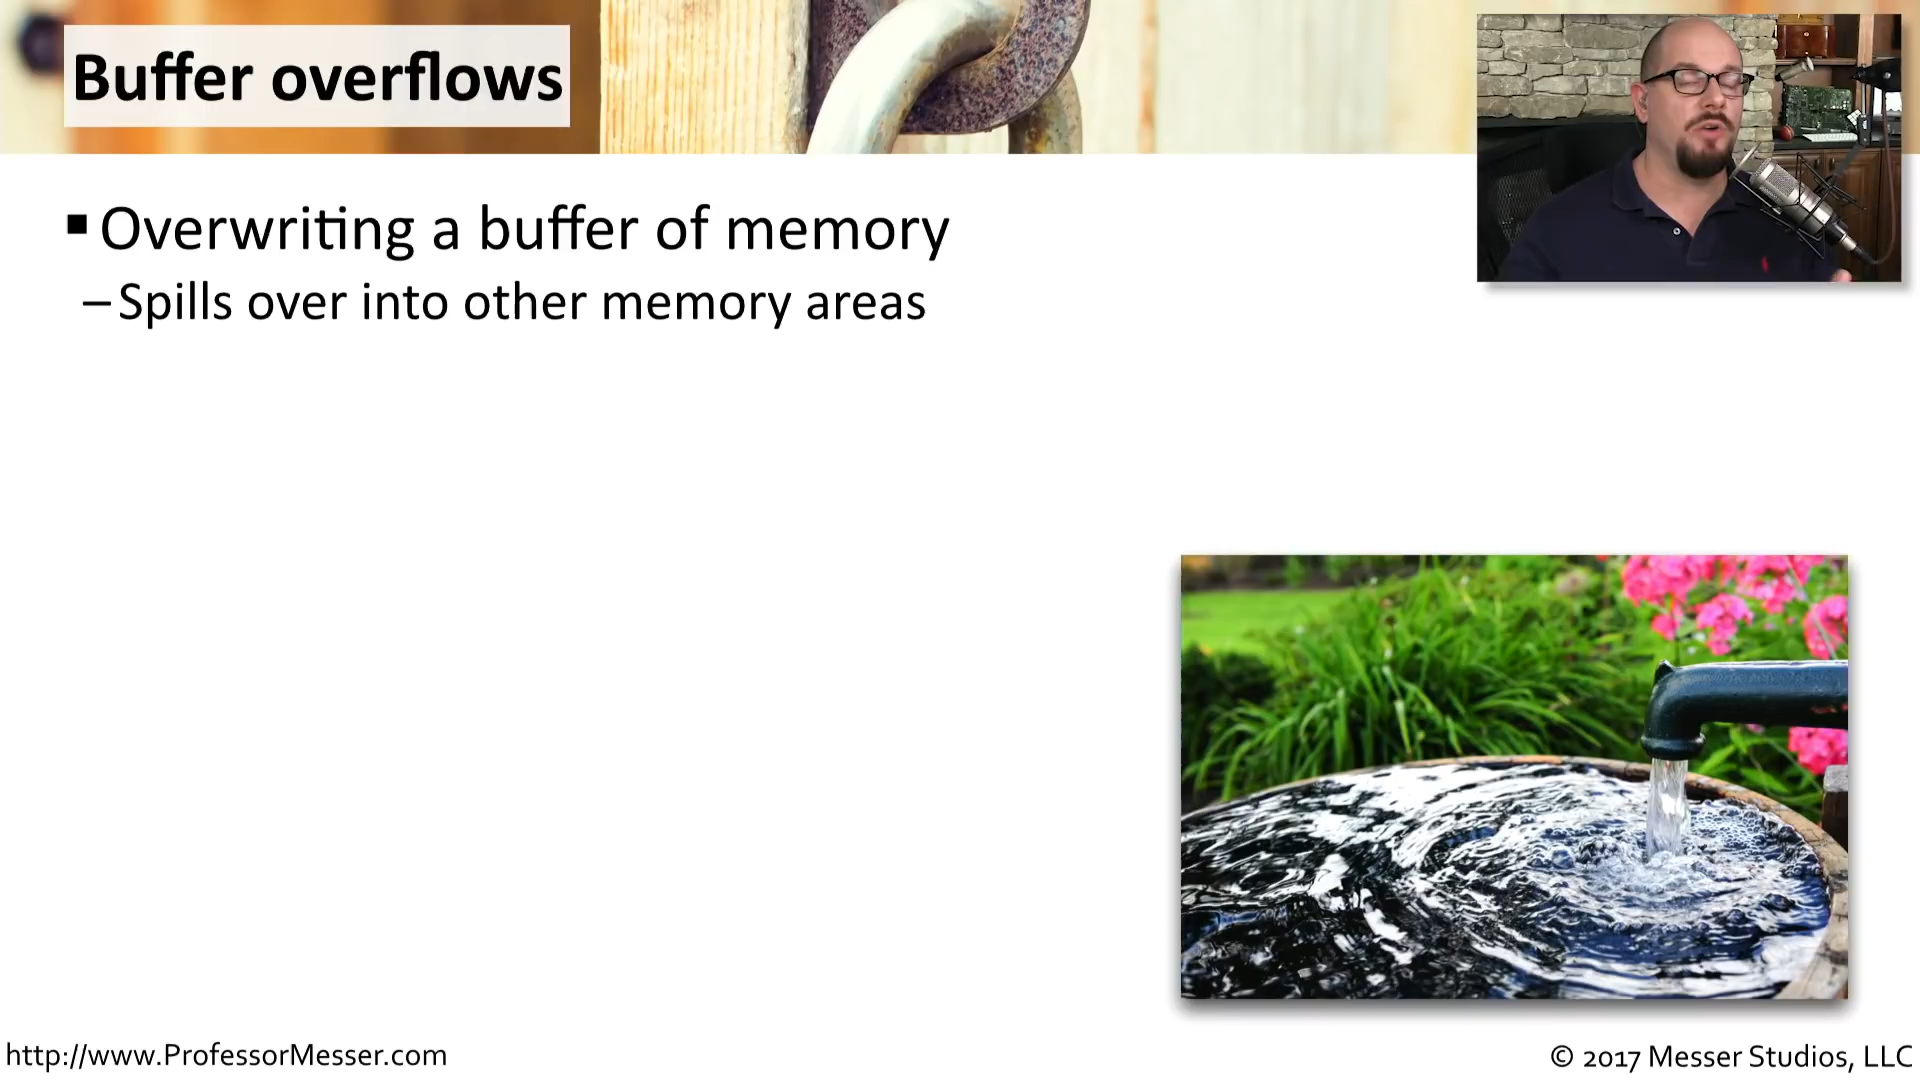 Buffer overflows
▪ Overwriting a buffer of memory
– Spills over into other memory areas
http://www.ProfessorMesser.com
© 2017 Messer Studios, LLC